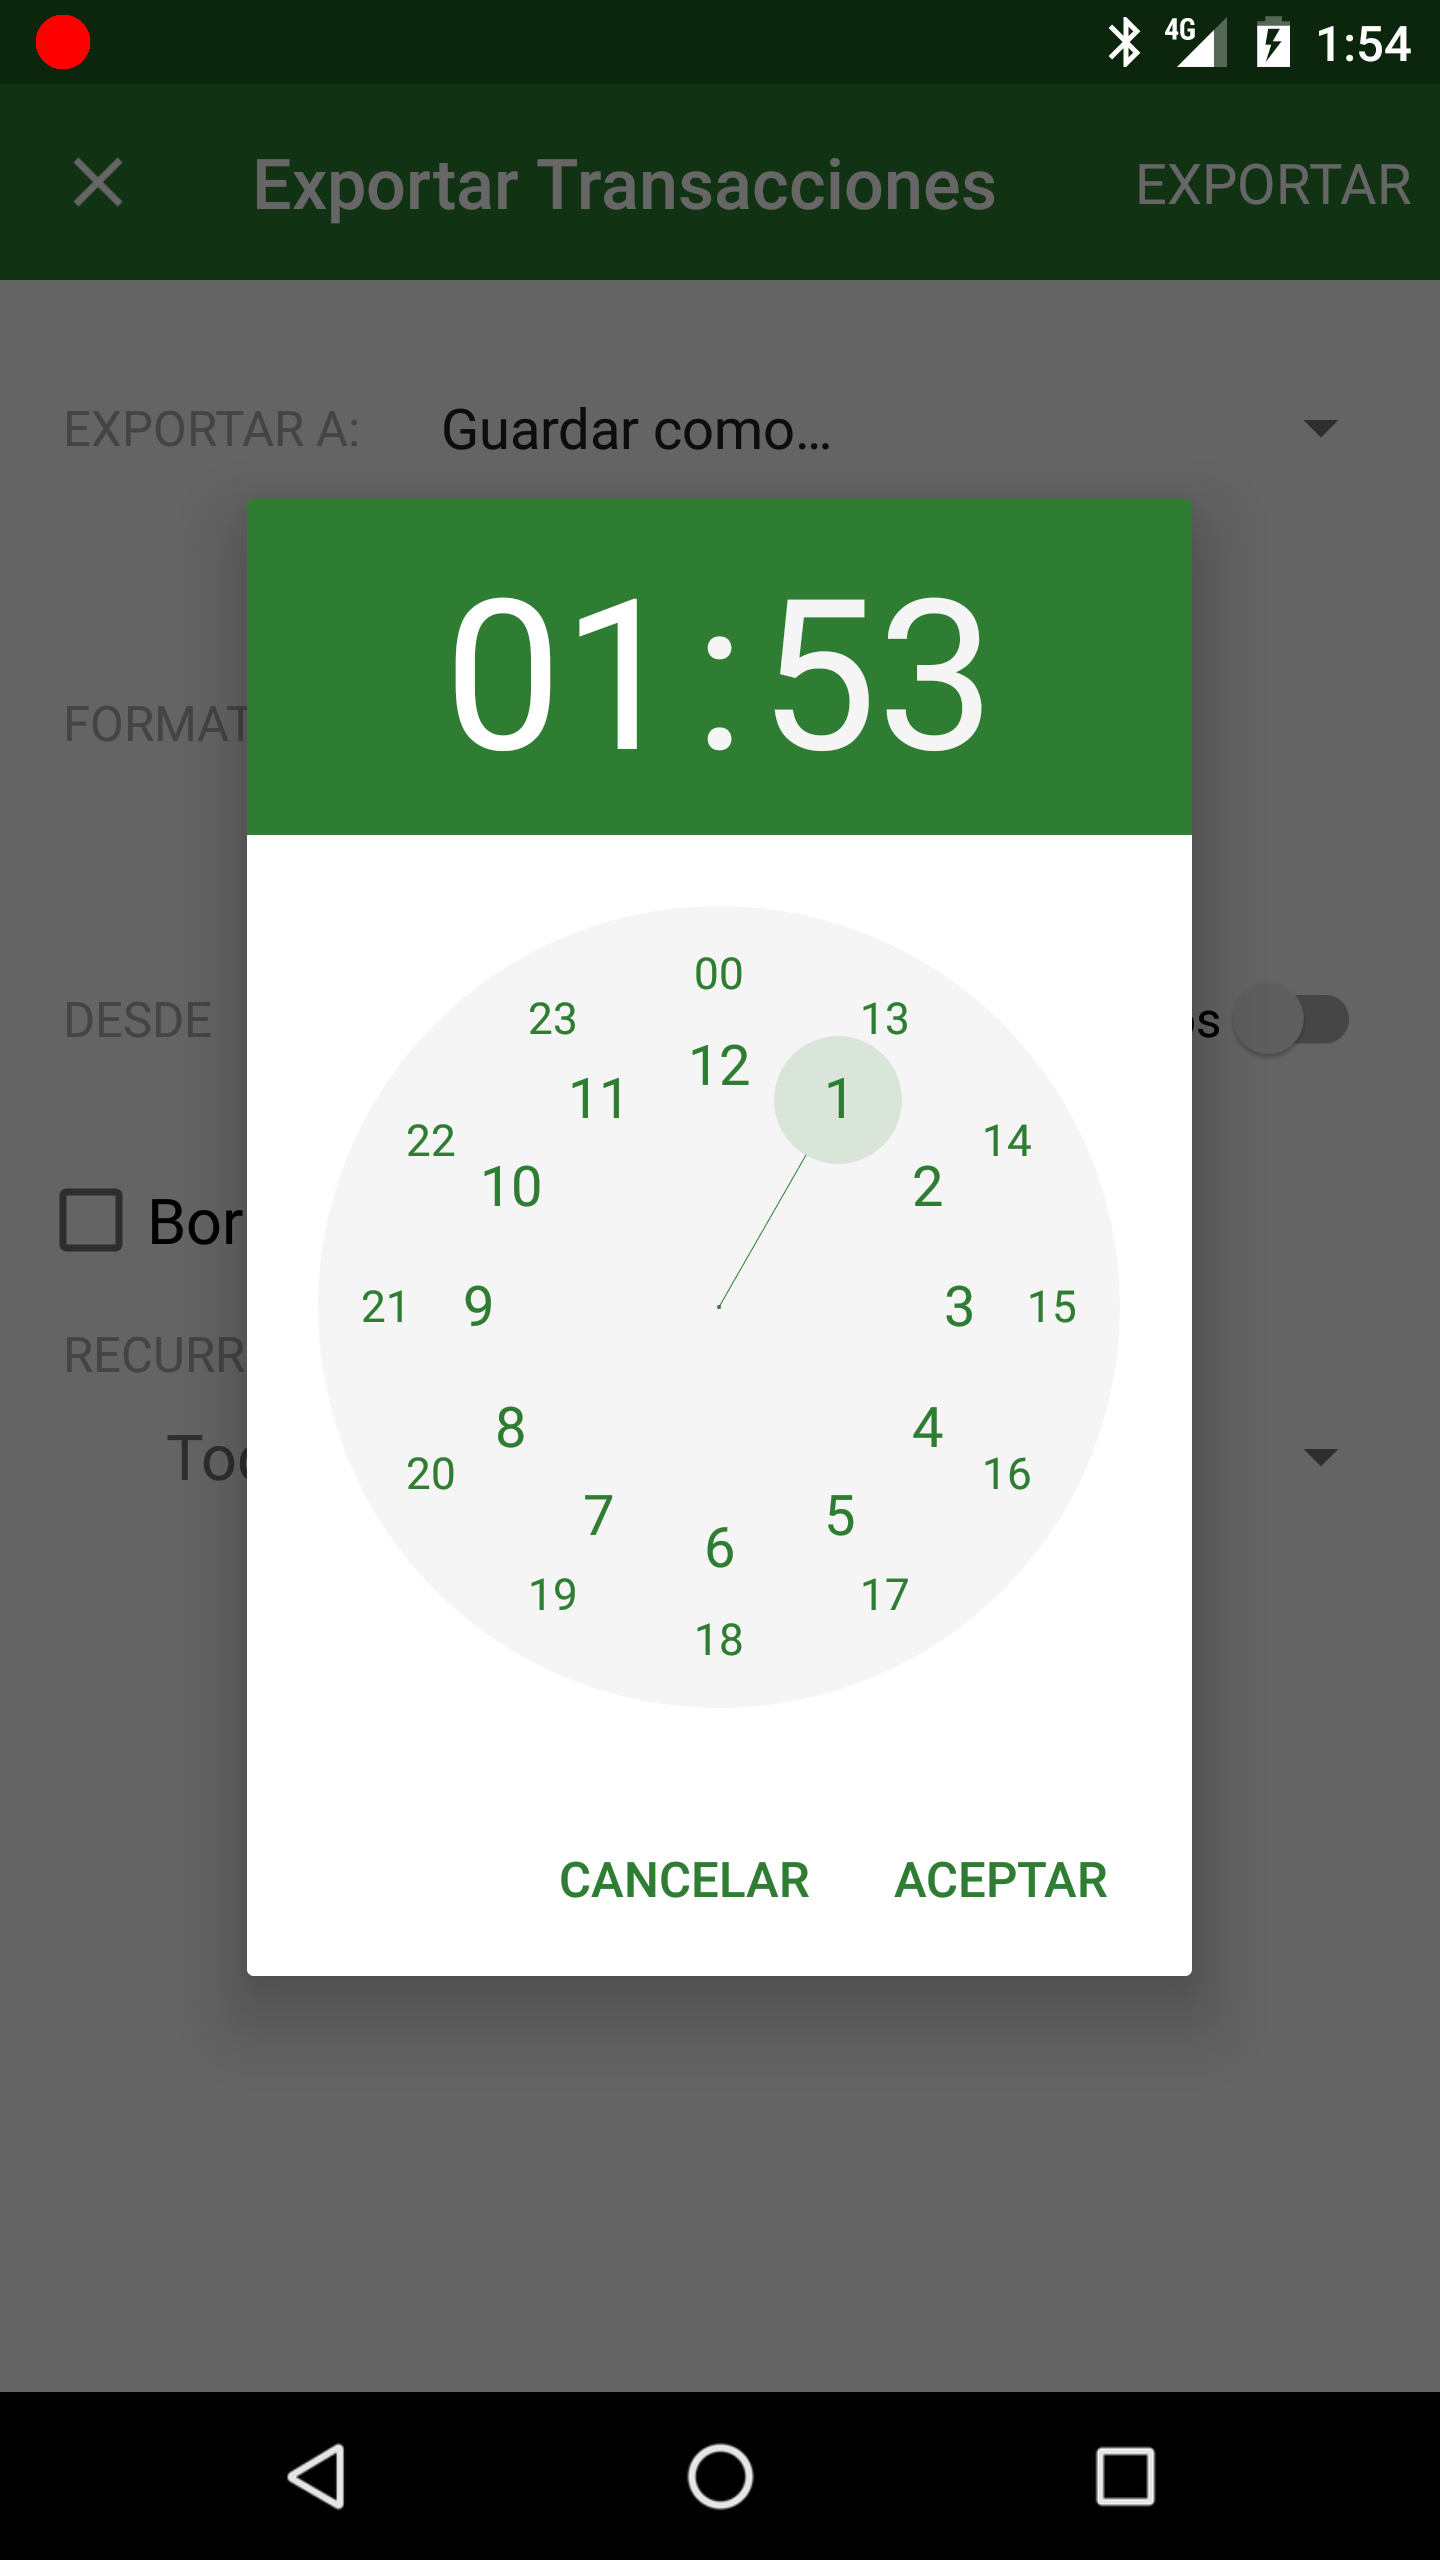 4G 1:54
Exportar Transacciones EXPORTAR
EXPORTAR A: Guardar como...
01:53
FORMAT
00
23 13
12
11 1
22 14
10 2
DESDE os
Bor
21 9 3 15
RECURR
8 4
20 16
Toc
7 5
6
19 17
18
CANCELAR ACEPTAR